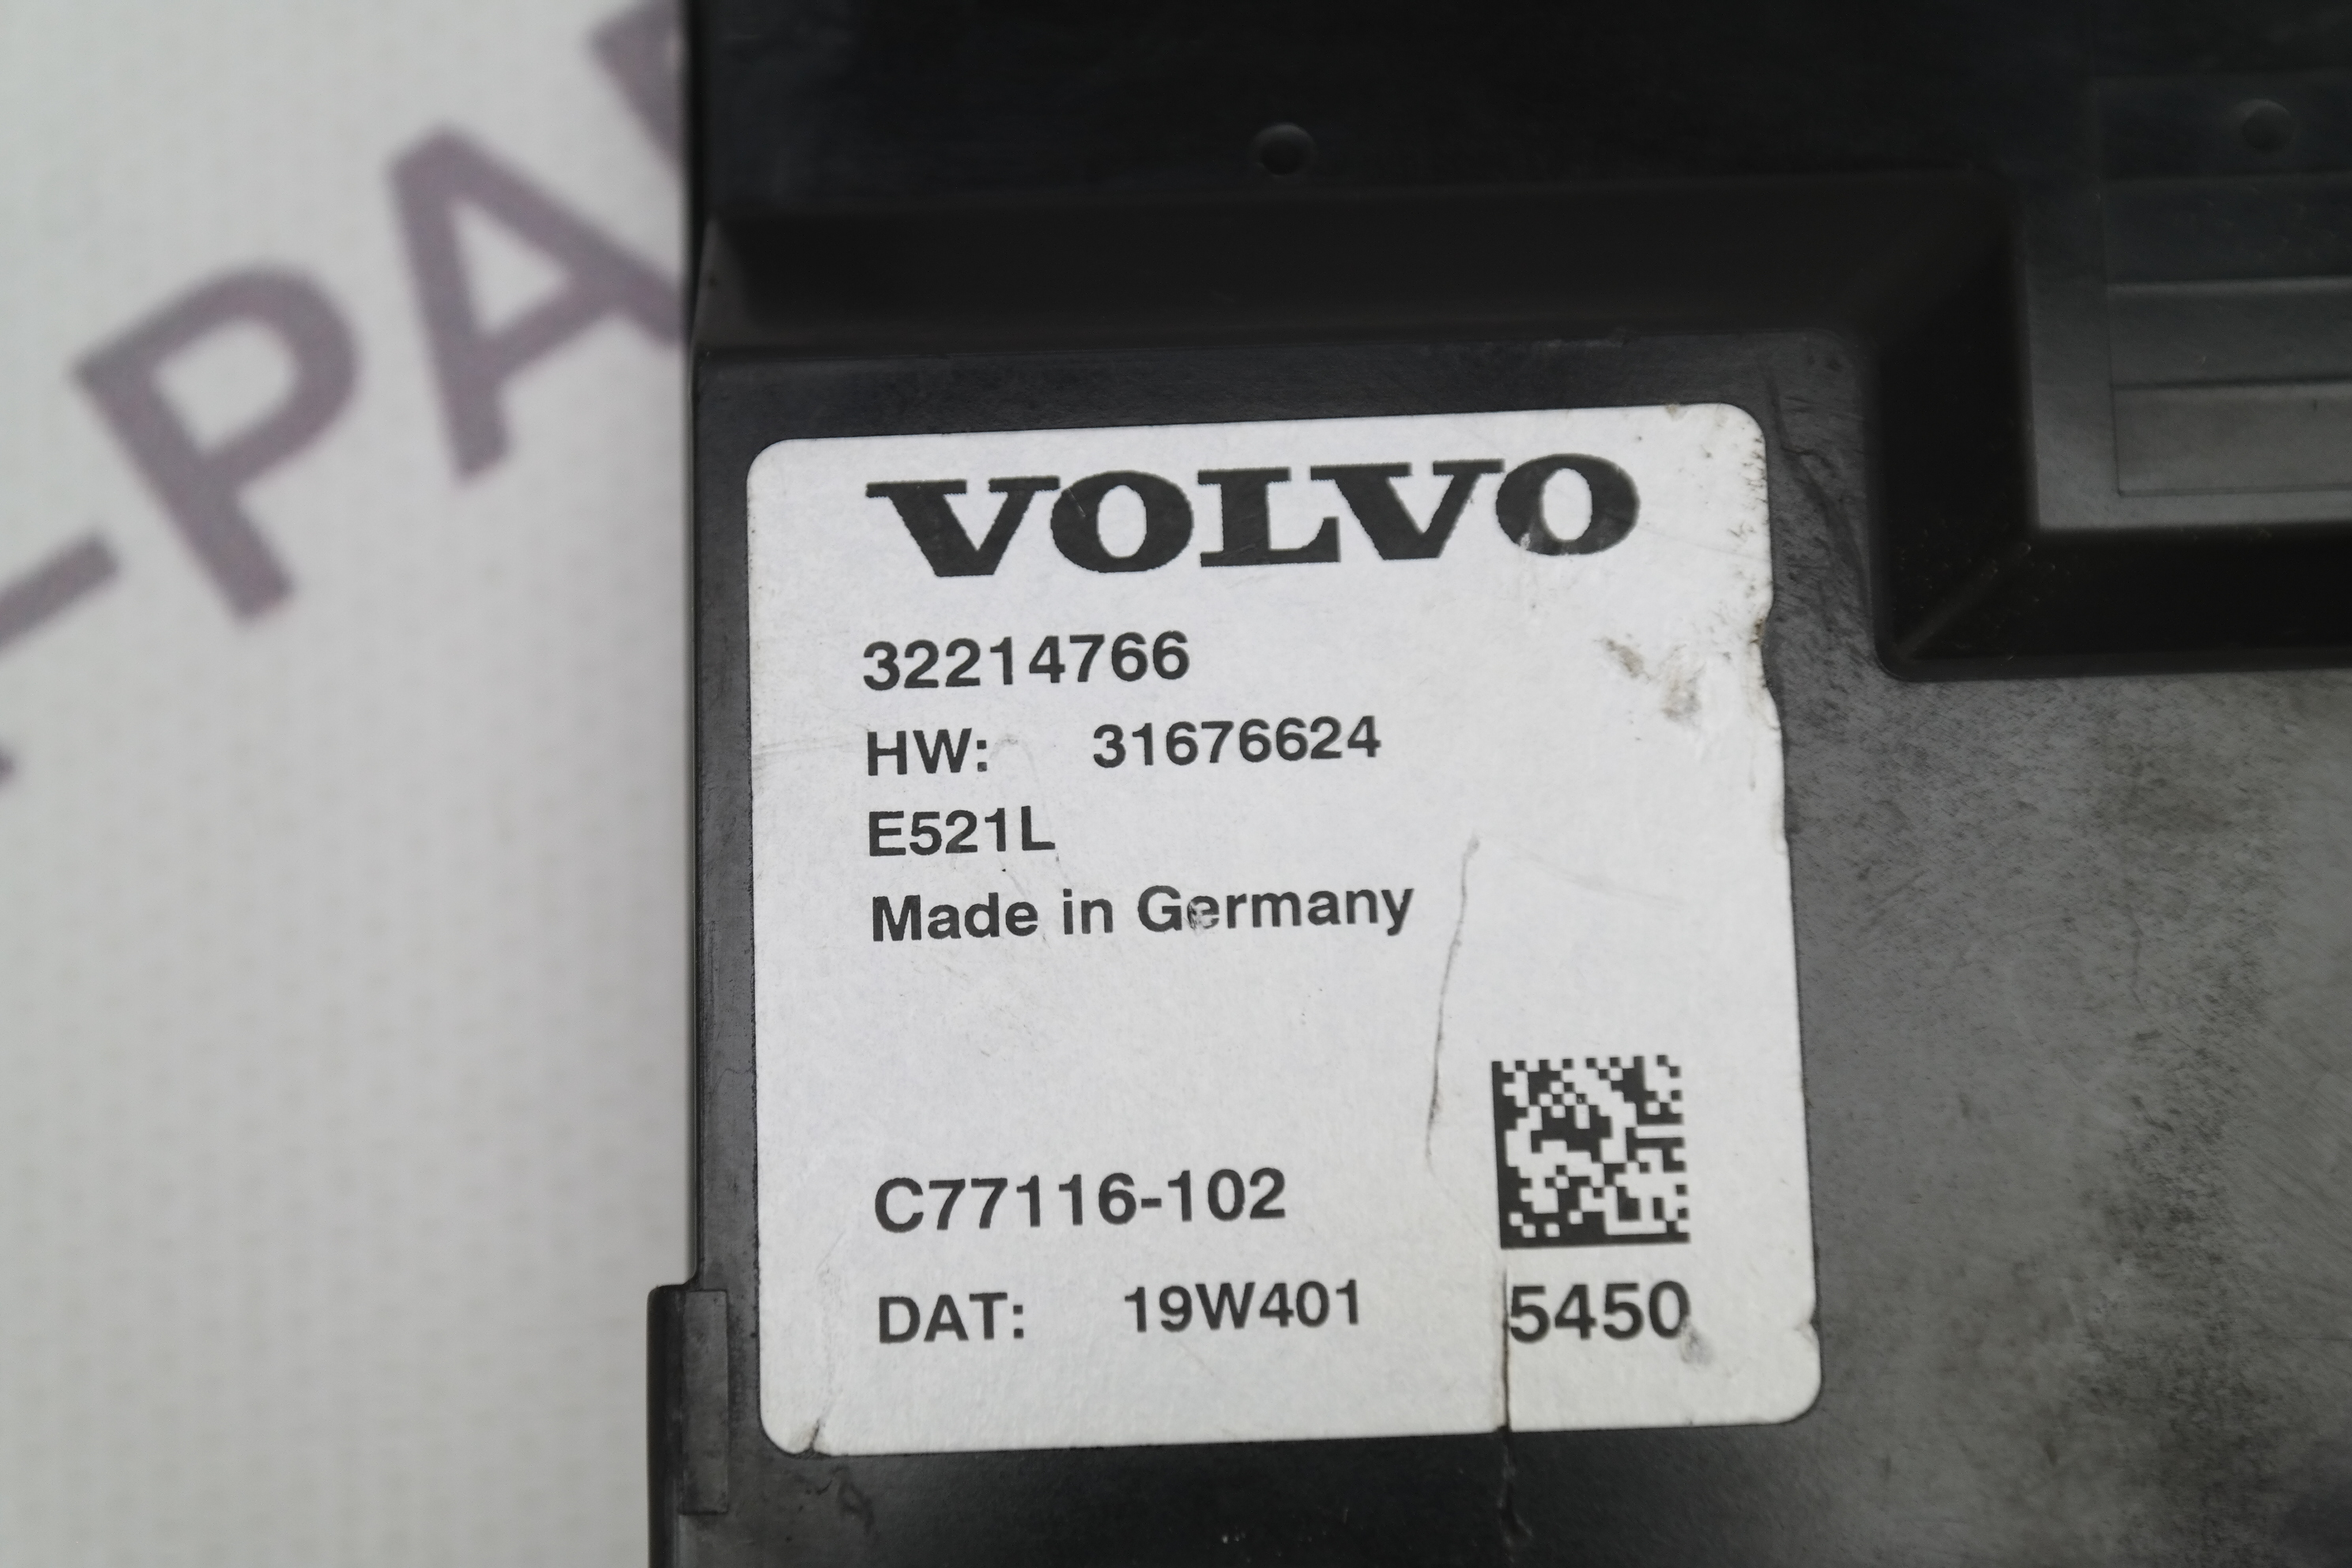 VOLVO
32214766
HW: 31676624
E521L
Made in Germany
C77116-102
DAT: 19W401 5450